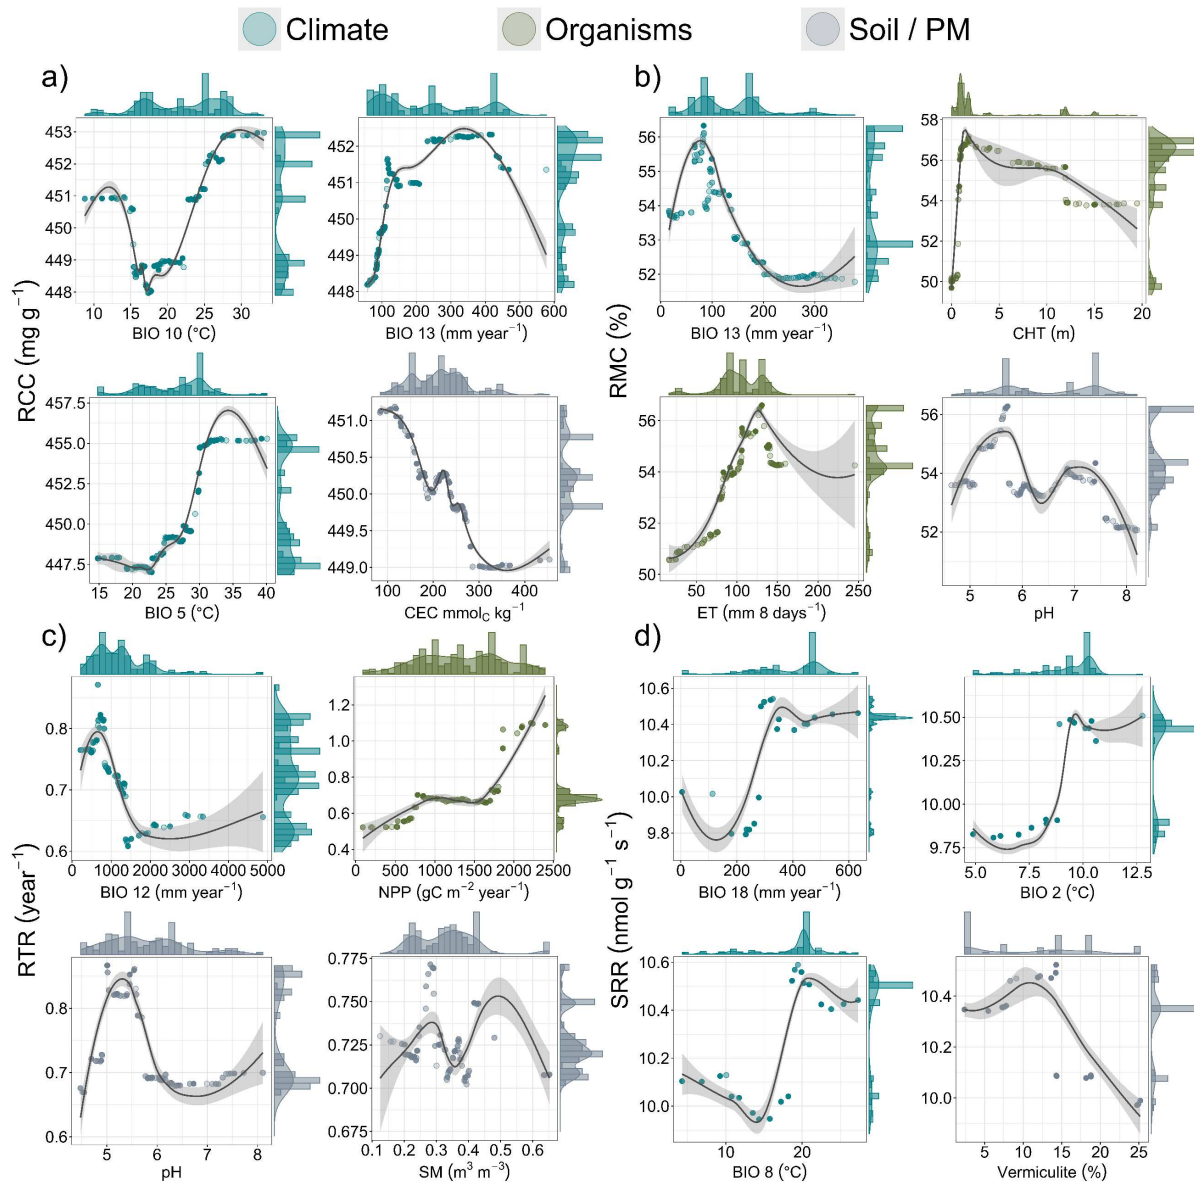 Climate Organisms Soil / PM
a) b)
RCC (mg g⁻¹)
453
452
451
450
449
448
10 15 20 25 30
BIO 10 (°C)
452
451
450
449
448
100 200 300 400 500 600
BIO 13 (mm year⁻¹)
457.5
455.0
452.5
450.0
447.5
15 20 25 30 35 40
BIO 5 (°C)
451
450
449
100 200 300 400
CEC mmol_C kg⁻¹
RMC (%)
56
55
54
53
52
0 100 200 300
BIO 13 (mm year⁻¹)
58
56
54
52
50
0 5 10 15 20
CHT (m)
56
54
52
50
50 100 150 200 250
ET (mm 8 days⁻¹)
56
54
52
5 6 7 8
pH
c) d)
RTR (year⁻¹)
0.8
0.7
0.6
0 1000 2000 3000 4000 5000
BIO 12 (mm year⁻¹)
1.2
1.0
0.8
0.6
0.4
0 500 1000 1500 2000 2500
NPP (gC m⁻² year⁻¹)
0.8
0.7
0.6
5 6 7 8
pH
0.775
0.750
0.725
0.700
0.675
0.1 0.2 0.3 0.4 0.5 0.6
SM (m³ m⁻³)
SRR (nmol g⁻¹ s⁻¹)
10.6
10.4
10.2
10.0
9.8
0 200 400 600
BIO 18 (mm year⁻¹)
10.50
10.25
10.00
9.75
5.0 7.5 10.0 12.5
BIO 2 (°C)
10.6
10.4
10.2
10.0
10 20
BIO 8 (°C)
10.4
10.2
10.0
5 10 15 20 25
Vermiculite (%)